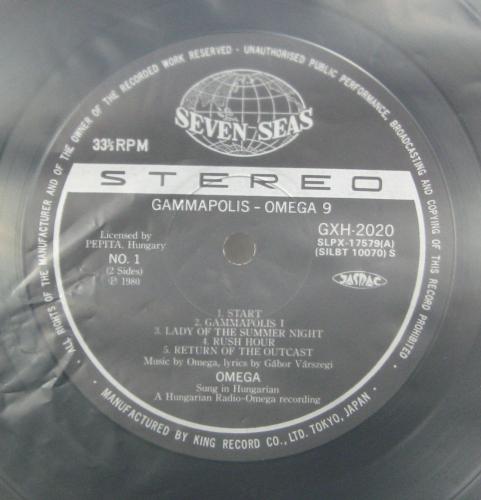 ALL RIGHTS OF THE MANUFACTURER AND OF THE OWNER OF THE RECORDED WORK RESERVED - UNAUTHORISED PUBLIC PERFORMANCE, BROADCASTING AND COPYING OF THIS RECORD PROHIBITED
SEVEN SEAS
33⅓RPM
STEREO
GAMMAPOLIS - OMEGA 9
Licensed by
PEPITA, Hungary
NO. 1
(2 Sides)
Ⓟ 1980
GXH-2020
SLPX-17579(A)
(SILBT 10070) S
JASRAC
1. START
2. GAMMAPOLIS I
3. LADY OF THE SUMMER NIGHT
4. RUSH HOUR
5. RETURN OF THE OUTCAST
Music by Omega, lyrics by Gábor Várszegi
OMEGA
Sung in Hungarian
A Hungarian Radio-Omega recording
• MANUFACTURED BY KING RECORD CO., LTD. TOKYO, JAPAN •